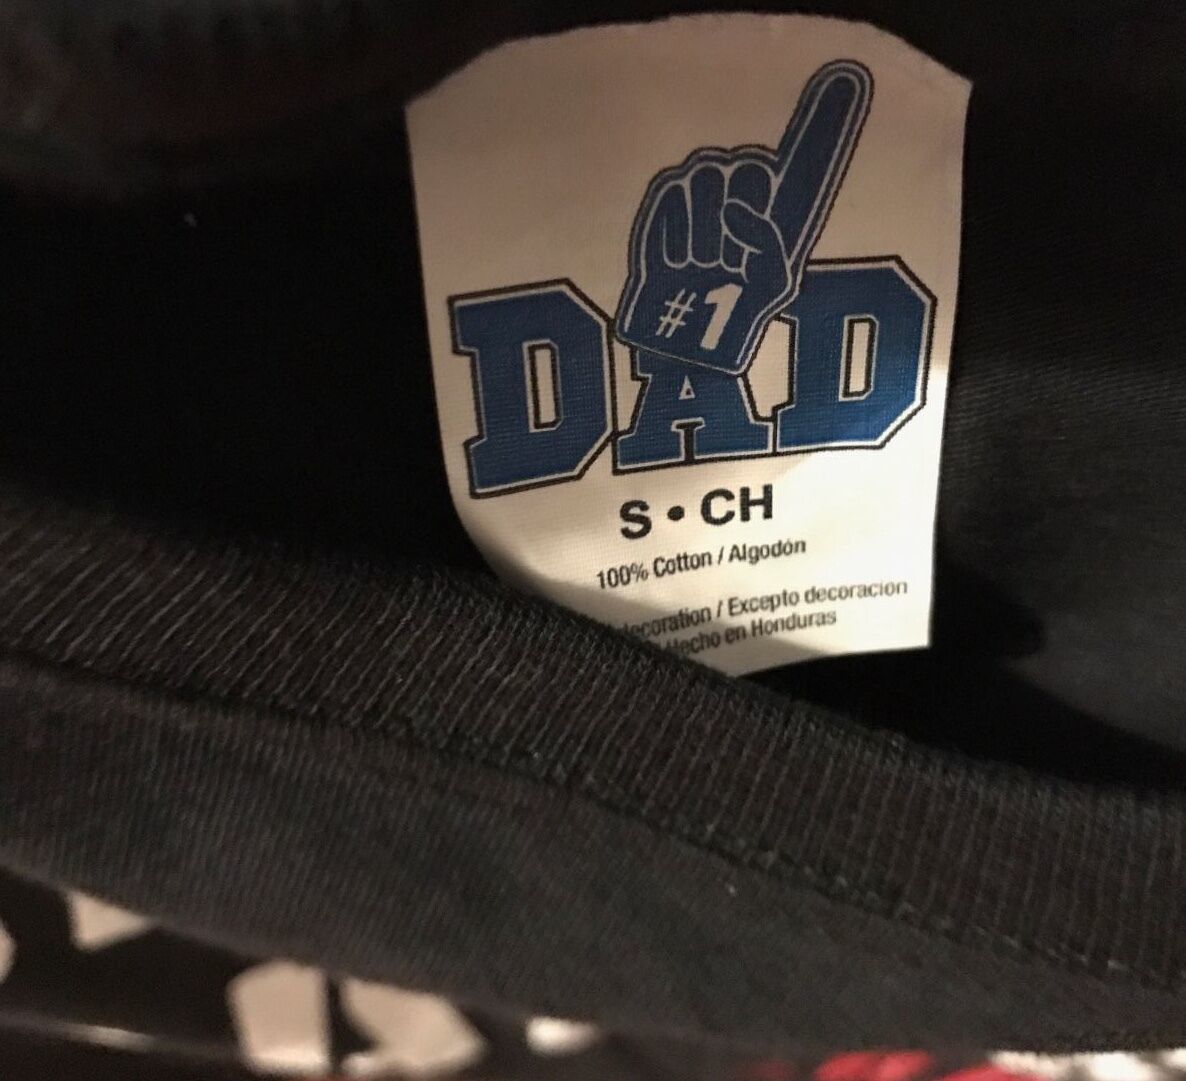 #1
DAD
S • CH
100% Cotton / Algodón
decoration / Excepto decoracion
Hecho en Honduras